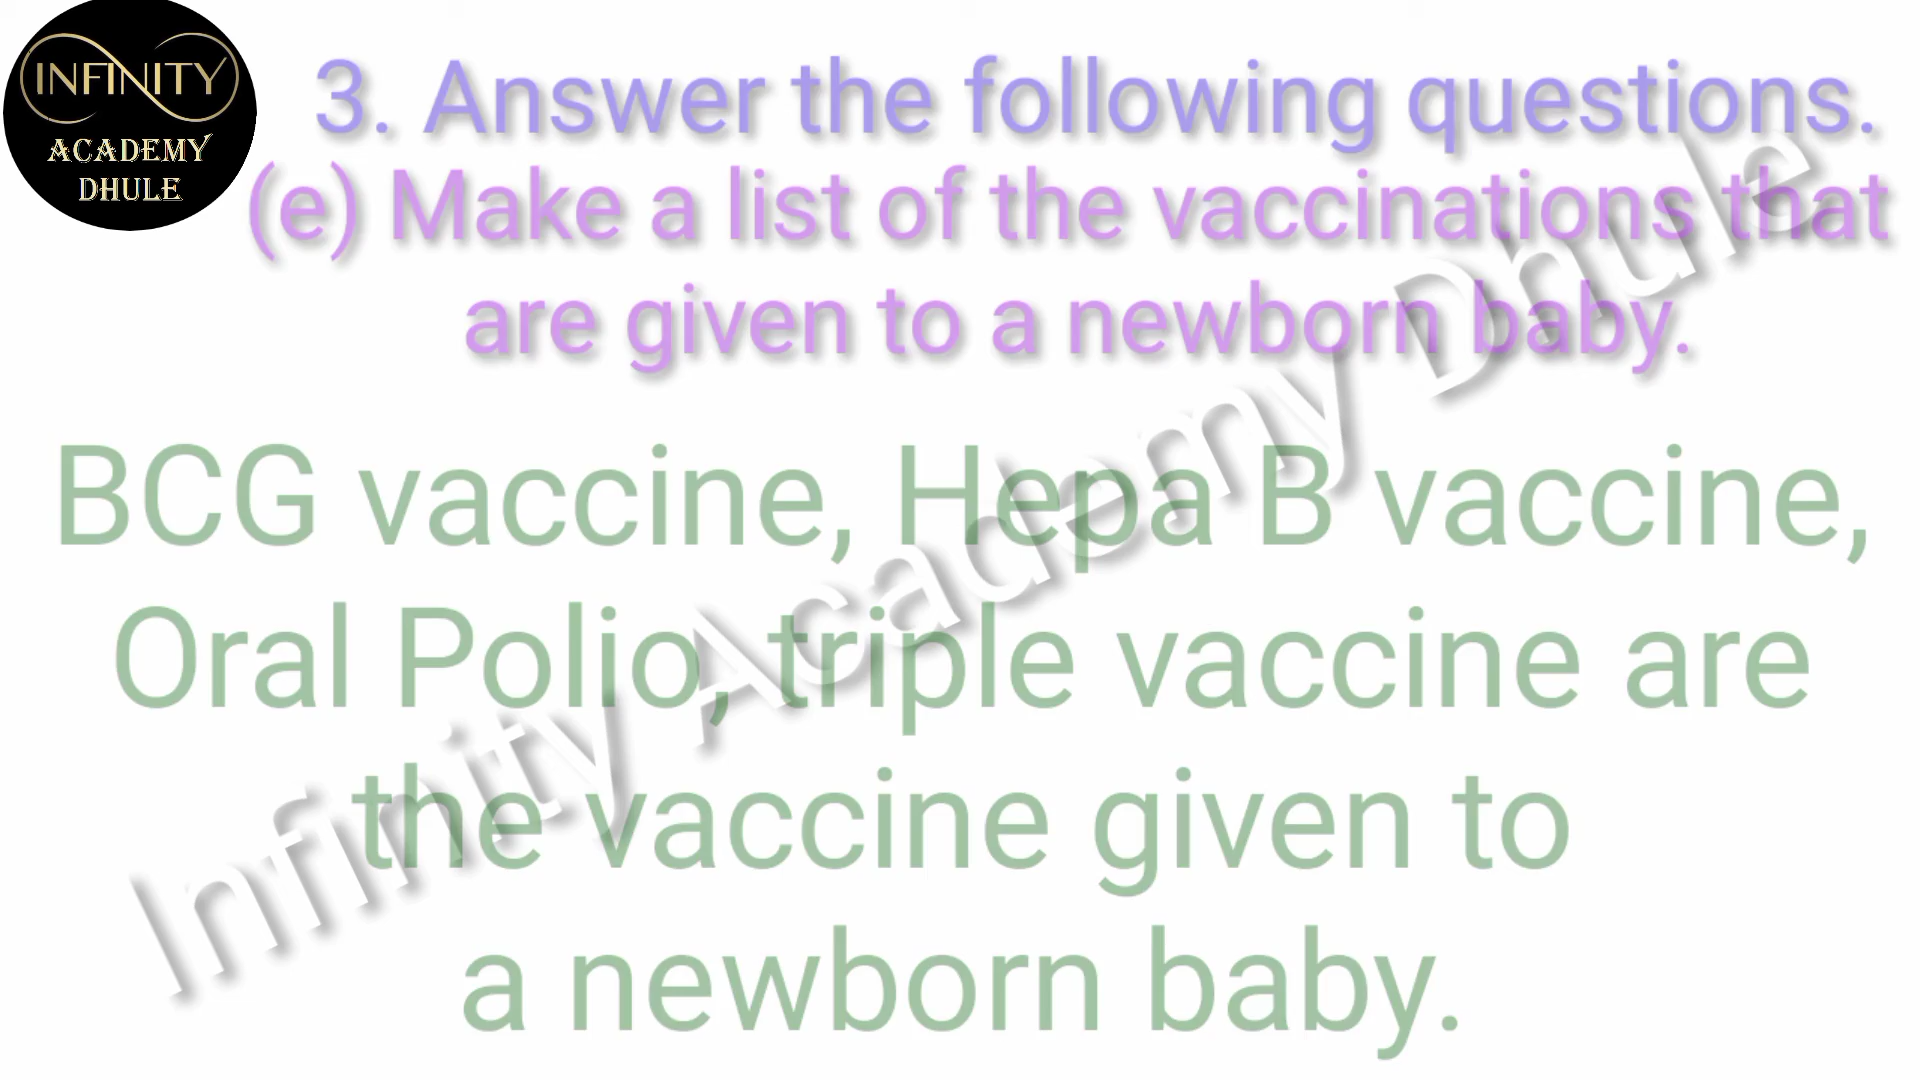 INFINITY
ACADEMY
DHULE
3. Answer the following questions.
(e) Make a list of the vaccinations that
are given to a newborn baby.
BCG vaccine, Hepa B vaccine,
Oral Polio, triple vaccine are
the vaccine given to
a newborn baby.
Infinity Academy Dhule